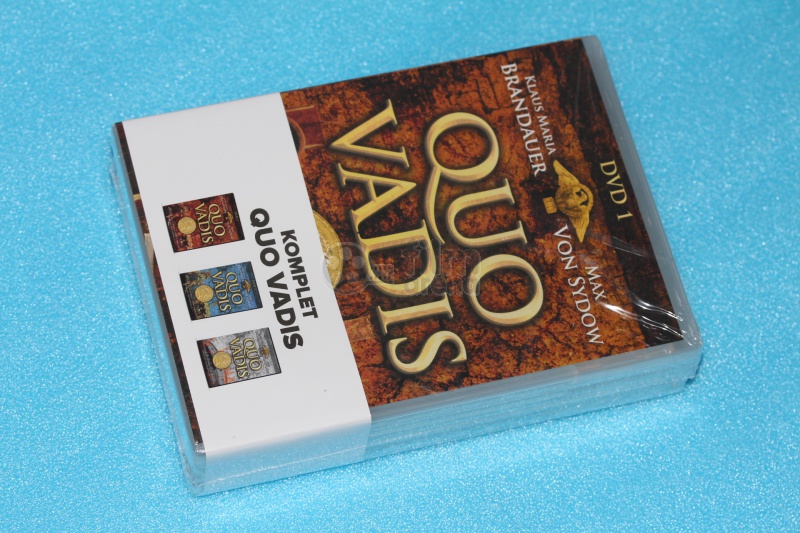 DVD 1
KLAUS MARIA
BRANDAUER
MAX
VON SYDOW
QUO
VADIS
KOMPLET
QUO VADIS
QUO
VADIS
QUO
VADIS
QUO
VADIS